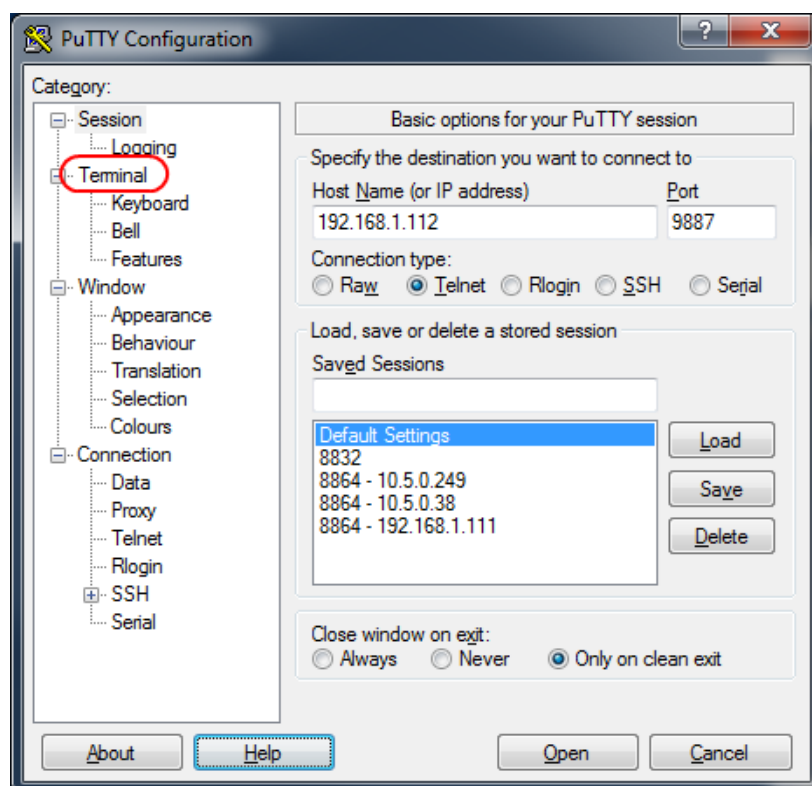 PuTTY Configuration
?
X
Category:
Session
Logging
Terminal
Keyboard
Bell
Features
Window
Appearance
Behaviour
Translation
Selection
Colours
Connection
Data
Proxy
Telnet
Rlogin
SSH
Serial
Basic options for your PuTTY session
Specify the destination you want to connect to
Host Name (or IP address) Port
192.168.1.112 9887
Connection type:
Raw Telnet Rlogin SSH Serial
Load, save or delete a stored session
Saved Sessions
Default Settings
8832
8864 - 10.5.0.249
8864 - 10.5.0.38
8864 - 192.168.1.111
Load
Save
Delete
Close window on exit:
Always Never Only on clean exit
About Help Open Cancel